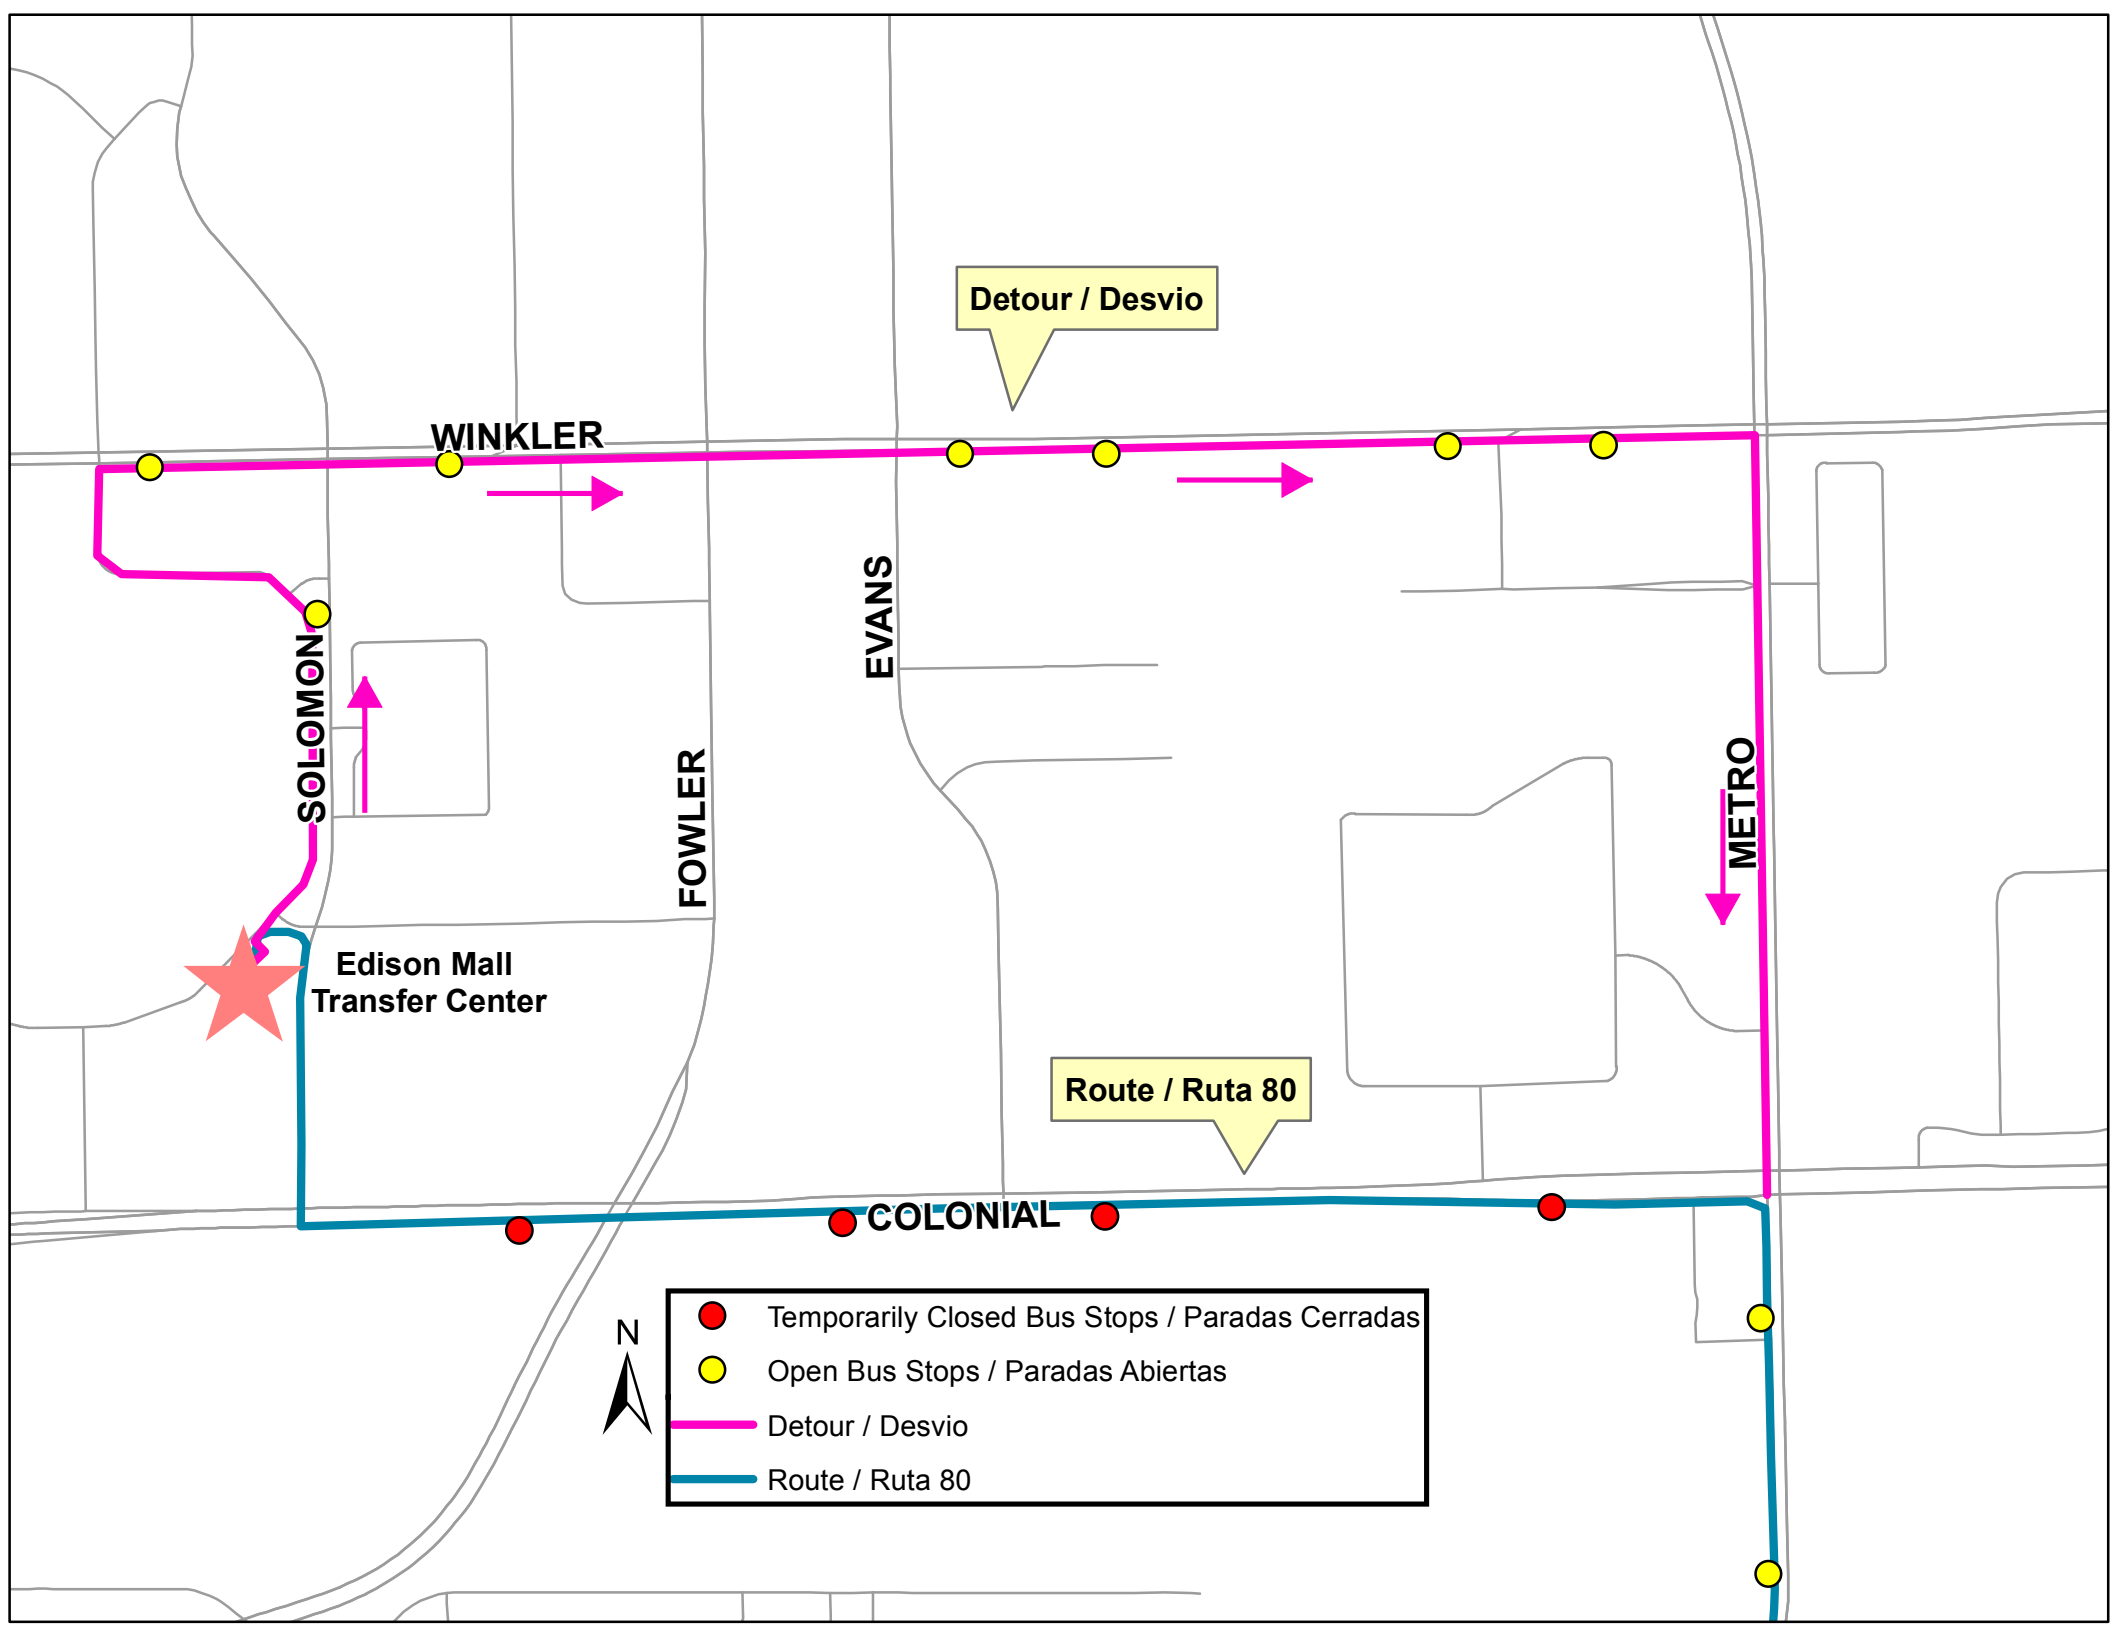 Detour / Desvio
WINKLER
EVANS
SOLOMON
METRO
FOWLER
Edison Mall
Transfer Center
Route / Ruta 80
COLONIAL
N
Temporarily Closed Bus Stops / Paradas Cerradas
Open Bus Stops / Paradas Abiertas
Detour / Desvio
Route / Ruta 80